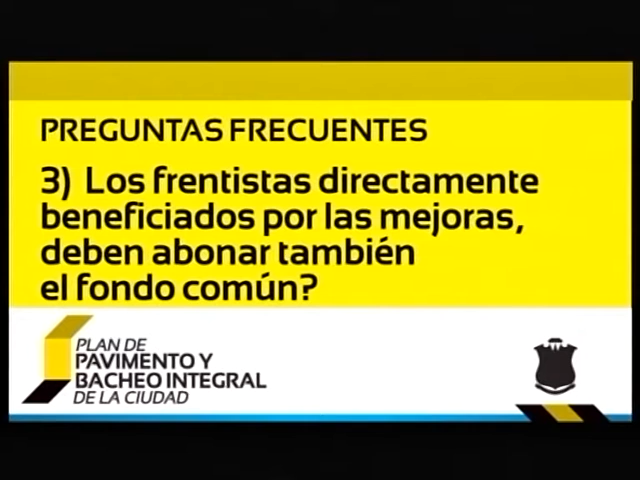 PREGUNTAS FRECUENTES
3) Los frentistas directamente
beneficiados por las mejoras,
deben abonar también
el fondo común?
PLAN DE
PAVIMENTO Y
BACHEO INTEGRAL
DE LA CIUDAD